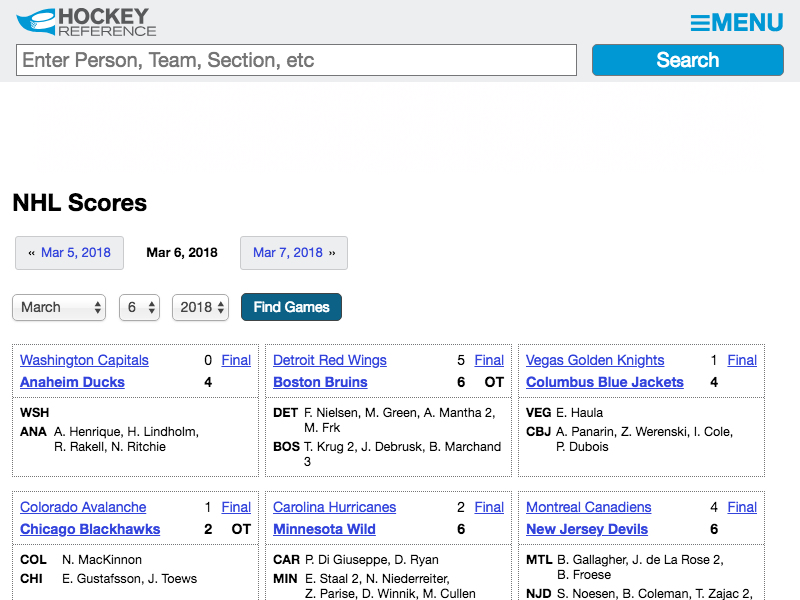 HOCKEY
REFERENCE
MENU
Enter Person, Team, Section, etc
Search
NHL Scores
‹‹ Mar 5, 2018
Mar 6, 2018
Mar 7, 2018 ››
March
6
2018
Find Games
Washington Capitals 0 Final
Anaheim Ducks 4
WSH
ANA A. Henrique, H. Lindholm,
R. Rakell, N. Ritchie
Detroit Red Wings 5 Final
Boston Bruins 6 OT
DET F. Nielsen, M. Green, A. Mantha 2,
M. Frk
BOS T. Krug 2, J. Debrusk, B. Marchand
3
Vegas Golden Knights 1 Final
Columbus Blue Jackets 4
VEG E. Haula
CBJ A. Panarin, Z. Werenski, I. Cole,
P. Dubois
Colorado Avalanche 1 Final
Chicago Blackhawks 2 OT
COL N. MacKinnon
CHI E. Gustafsson, J. Toews
Carolina Hurricanes 2 Final
Minnesota Wild 6
CAR P. Di Giuseppe, D. Ryan
MIN E. Staal 2, N. Niederreiter,
Z. Parise, D. Winnik, M. Cullen
Montreal Canadiens 4 Final
New Jersey Devils 6
MTL B. Gallagher, J. de La Rose 2,
B. Froese
NJD S. Noesen, B. Coleman, T. Zajac 2,